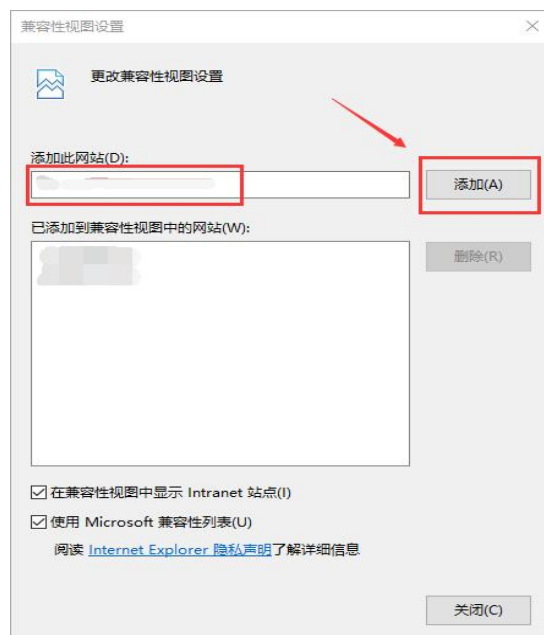 兼容性视图设置
更改兼容性视图设置
添加此网站(D):
添加(A)
已添加到兼容性视图中的网站(W):
删除(R)
在兼容性视图中显示 Intranet 站点(I)
使用 Microsoft 兼容性列表(U)
阅读 Internet Explorer 隐私声明了解详细信息
关闭(C)